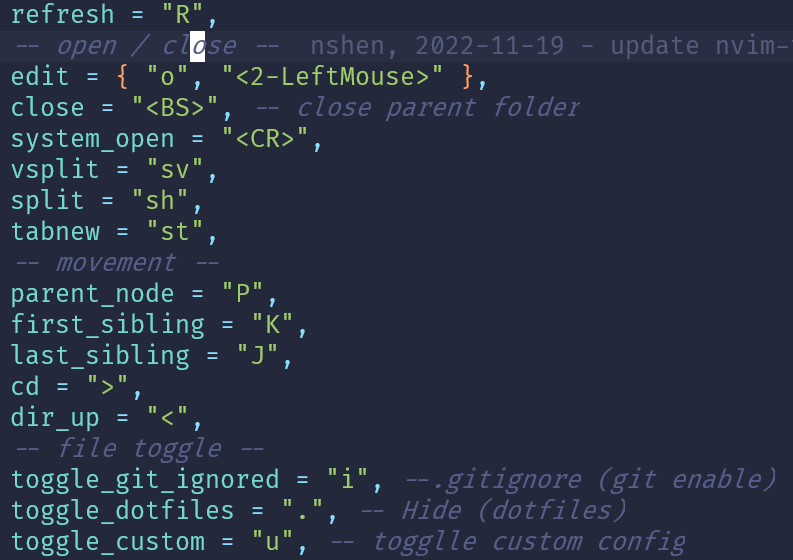 refresh = "R",
-- open / close --  nshen, 2022-11-19 - update nvim-
edit = { "o", "<2-LeftMouse>" },
close = "<BS>", -- close parent folder
system_open = "<CR>",
vsplit = "sv",
split = "sh",
tabnew = "st",
-- movement --
parent_node = "P",
first_sibling = "K",
last_sibling = "J",
cd = ">",
dir_up = "<",
-- file toggle --
toggle_git_ignored = "i", --.gitignore (git enable)
toggle_dotfiles = ".", -- Hide (dotfiles)
toggle_custom = "u", -- togglle custom config